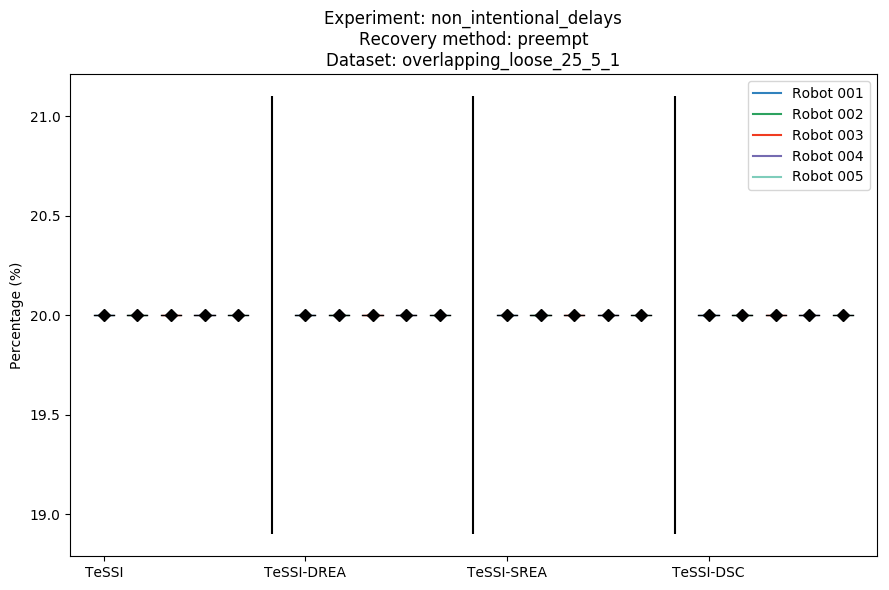 Experiment: non_intentional_delays
Recovery method: preempt
Dataset: overlapping_loose_25_5_1
Robot 001
Robot 002
Robot 003
Robot 004
Robot 005
Percentage (%)
21.0
20.5
20.0
19.5
19.0
TeSSI
TeSSI-DREA
TeSSI-SREA
TeSSI-DSC